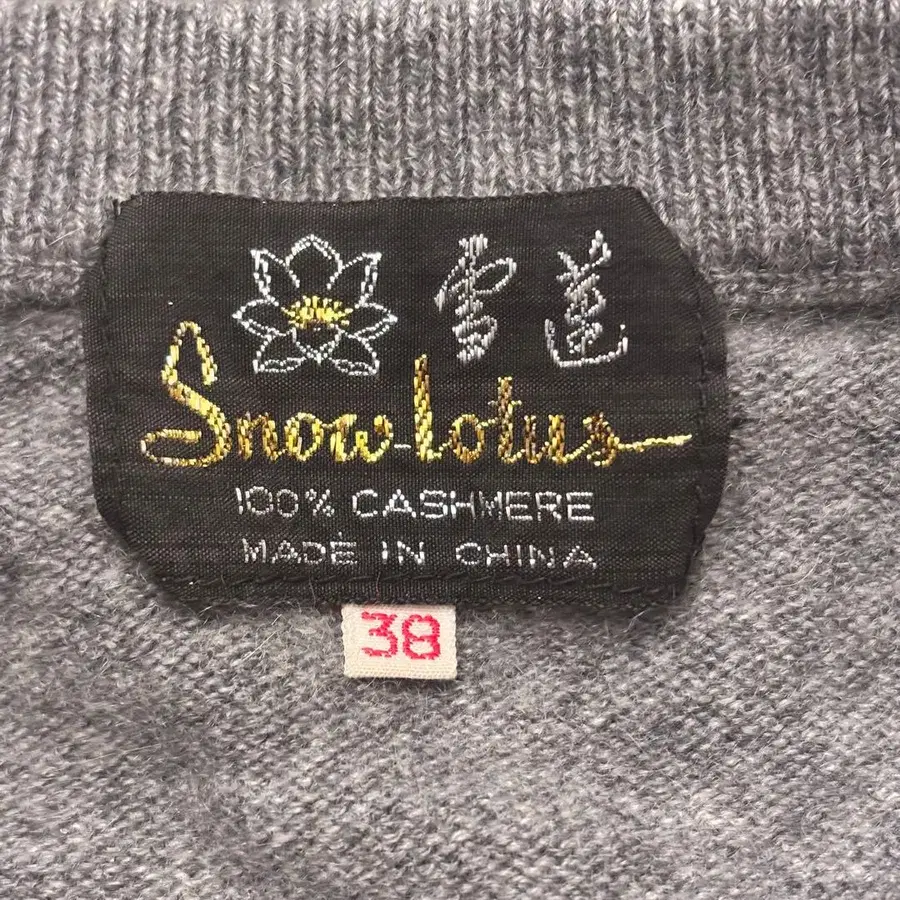 雪蓮
Snow-lotus
100% CASHMERE
MADE IN CHINA
38